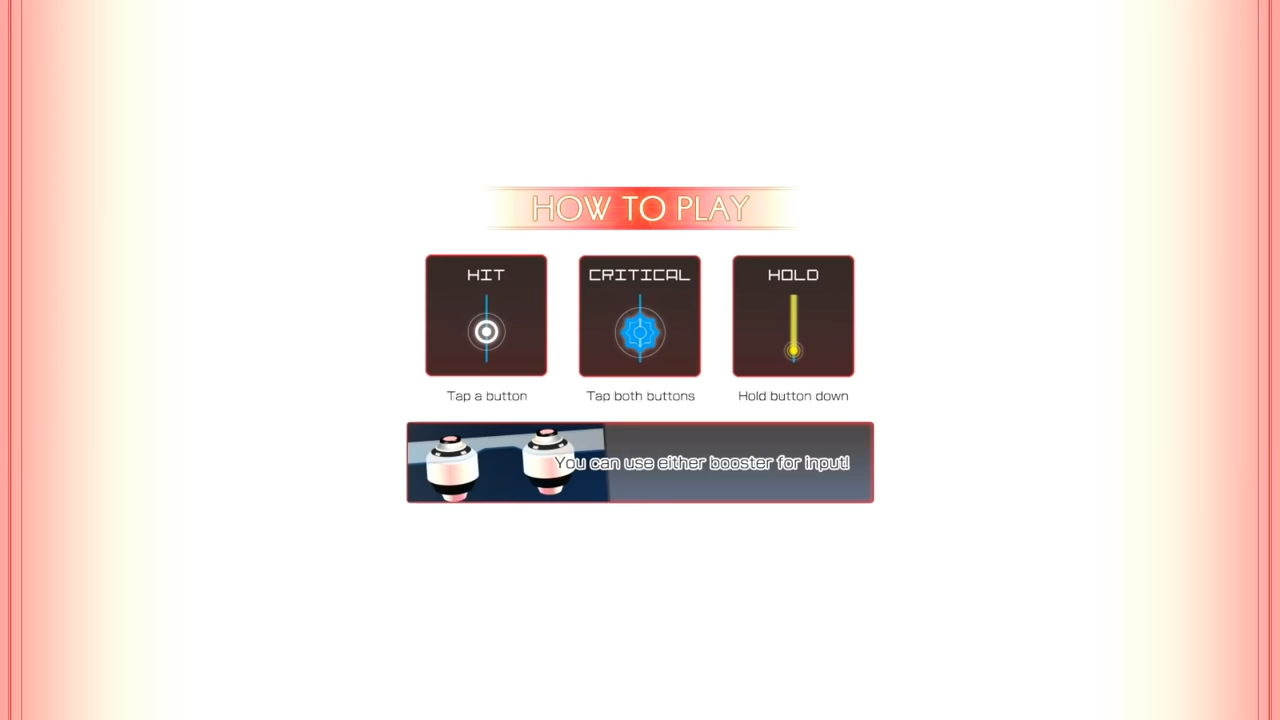 HOW TO PLAY
HIT
CRITICAL
HOLD
Tap a button
Tap both buttons
Hold button down
You can use either booster for input!